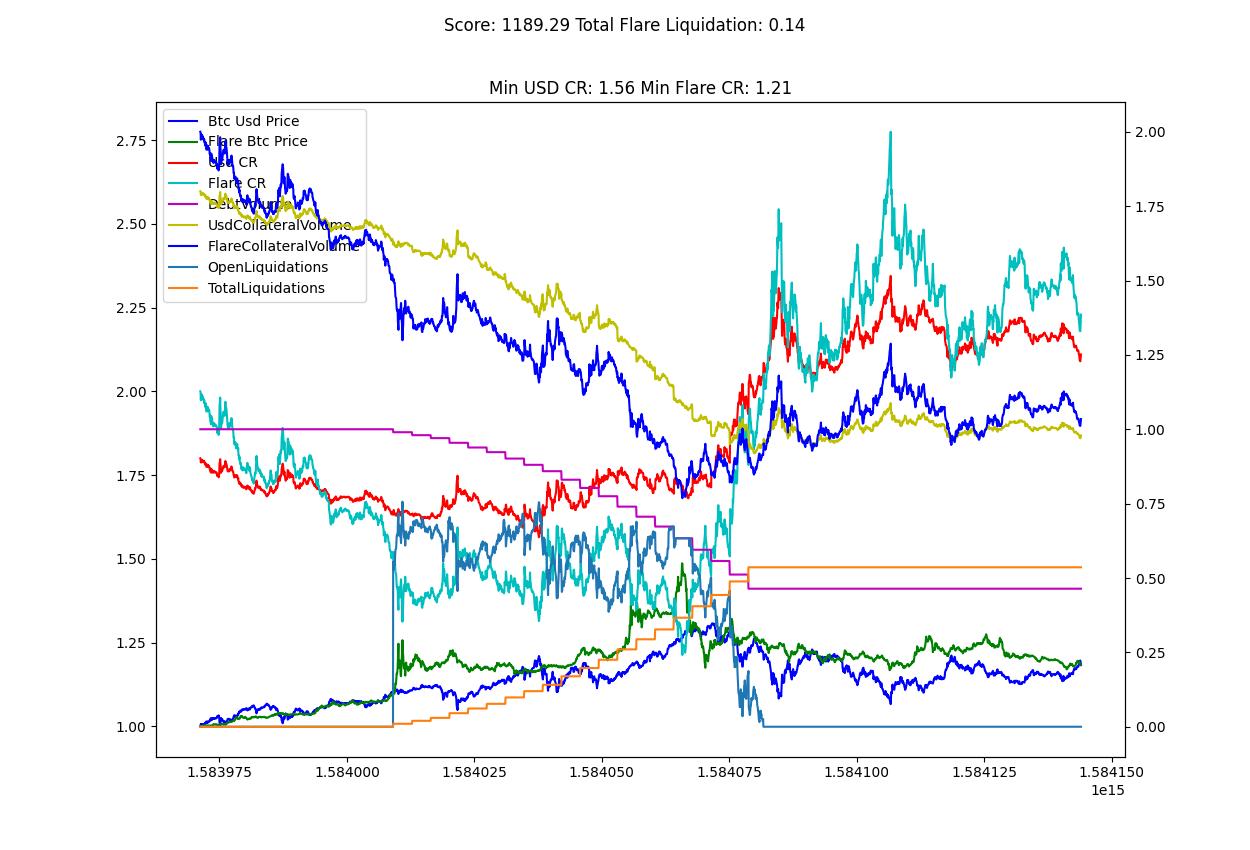 Score: 1189.29 Total Flare Liquidation: 0.14
Min USD CR: 1.56 Min Flare CR: 1.21
Btc Usd Price
Flare Btc Price
Usd CR
Flare CR
DebtVolume
UsdCollateralVolume
FlareCollateralVolume
OpenLiquidations
TotalLiquidations
2.75
2.50
2.25
2.00
1.75
1.50
1.25
1.00
2.00
1.75
1.50
1.25
1.00
0.75
0.50
0.25
0.00
1.583975 1.584000 1.584025 1.584050 1.584075 1.584100 1.584125 1.584150
1e15